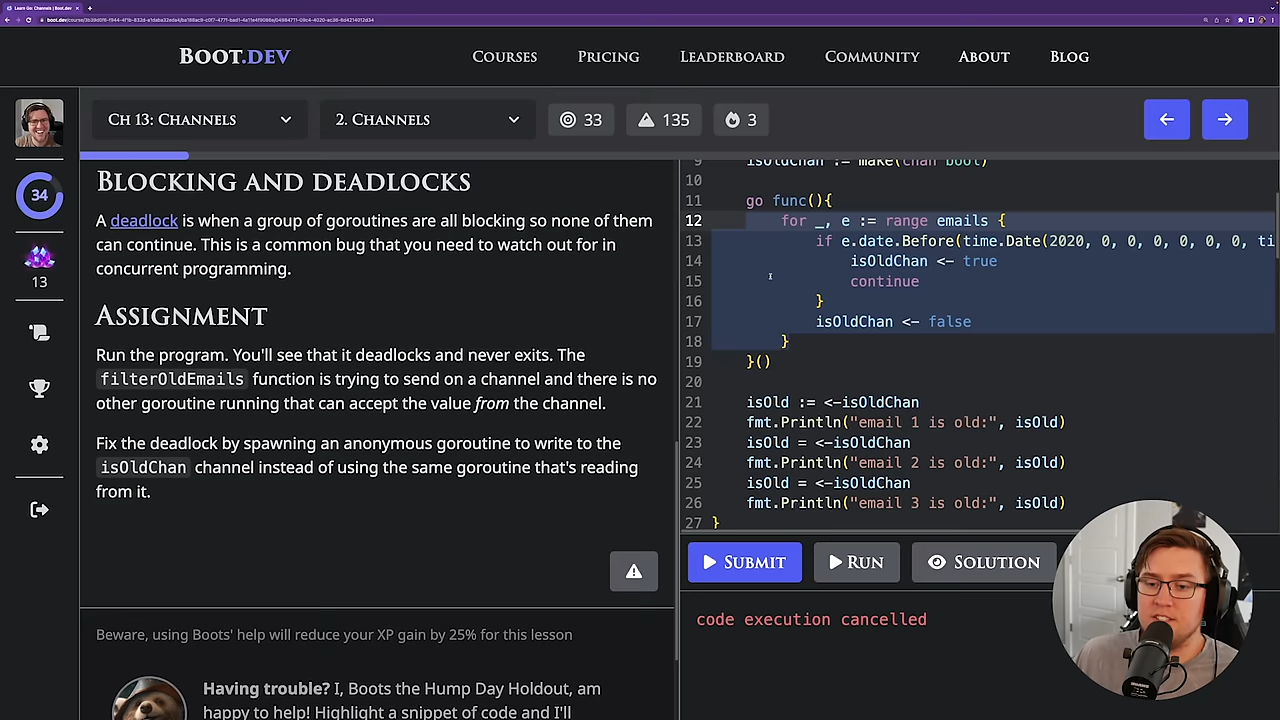 Learn Go: Channels | Boot.dev
BOOT.DEV
COURSES
PRICING
LEADERBOARD
COMMUNITY
ABOUT
BLOG
CH 13: CHANNELS
2. CHANNELS
33
135
3
34
13
BLOCKING AND DEADLOCKS
A deadlock is when a group of goroutines are all blocking so none of them
can continue. This is a common bug that you need to watch out for in
concurrent programming.
ASSIGNMENT
Run the program. You'll see that it deadlocks and never exits. The
filterOldEmails function is trying to send on a channel and there is no
other goroutine running that can accept the value from the channel.
Fix the deadlock by spawning an anonymous goroutine to write to the
isOldChan channel instead of using the same goroutine that's reading
from it.
Beware, using Boots' help will reduce your XP gain by 25% for this lesson
Having trouble? I, Boots the Hump Day Holdout, am
happy to help! Highlight a snippet of code and I'll
9 isOldChan := make(chan bool)
10
11 go func(){
12 for _, e := range emails {
13 if e.date.Before(time.Date(2020, 0, 0, 0, 0, 0, 0, ti
14 isOldChan <- true
15 continue
16 }
17 isOldChan <- false
18 }
19 }()
20
21 isOld := <-isOldChan
22 fmt.Println("email 1 is old:", isOld)
23 isOld = <-isOldChan
24 fmt.Println("email 2 is old:", isOld)
25 isOld = <-isOldChan
26 fmt.Println("email 3 is old:", isOld)
27 }
SUBMIT
RUN
SOLUTION
code execution cancelled